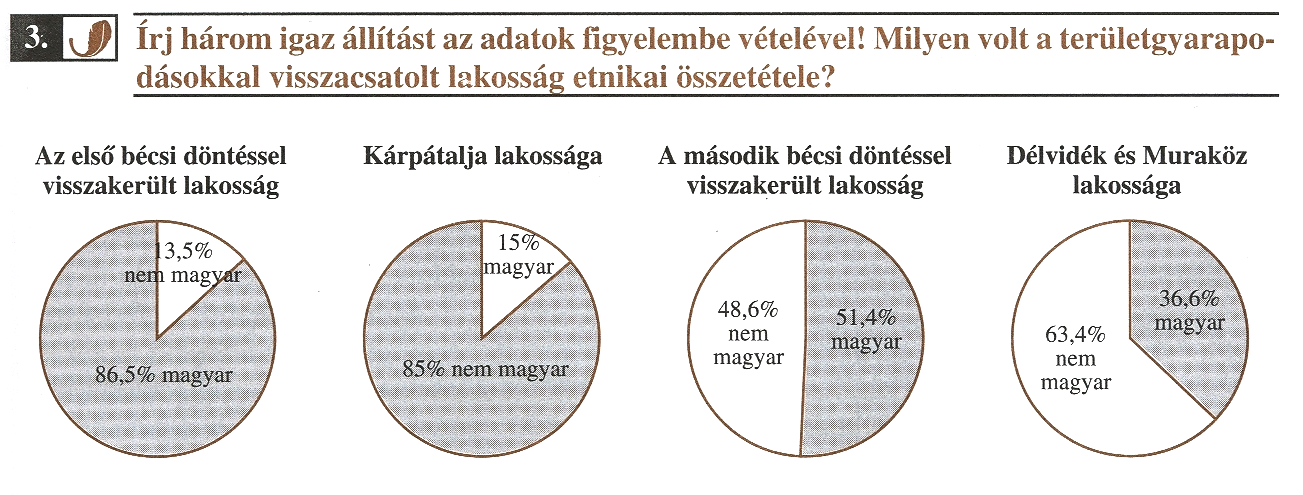 3.
Írj három igaz állítást az adatok figyelembe vételével! Milyen volt a területgyarapo-
dásokkal visszacsatolt lakosság etnikai összetétele?
Az első bécsi döntéssel
visszakerült lakosság
13,5%
nem magyar
86,5% magyar
Kárpátalja lakossága
15%
magyar
85% nem magyar
A második bécsi döntéssel
visszakerült lakosság
48,6%
nem
magyar
51,4%
magyar
Délvidék és Muraköz
lakossága
36,6%
magyar
63,4%
nem
magyar